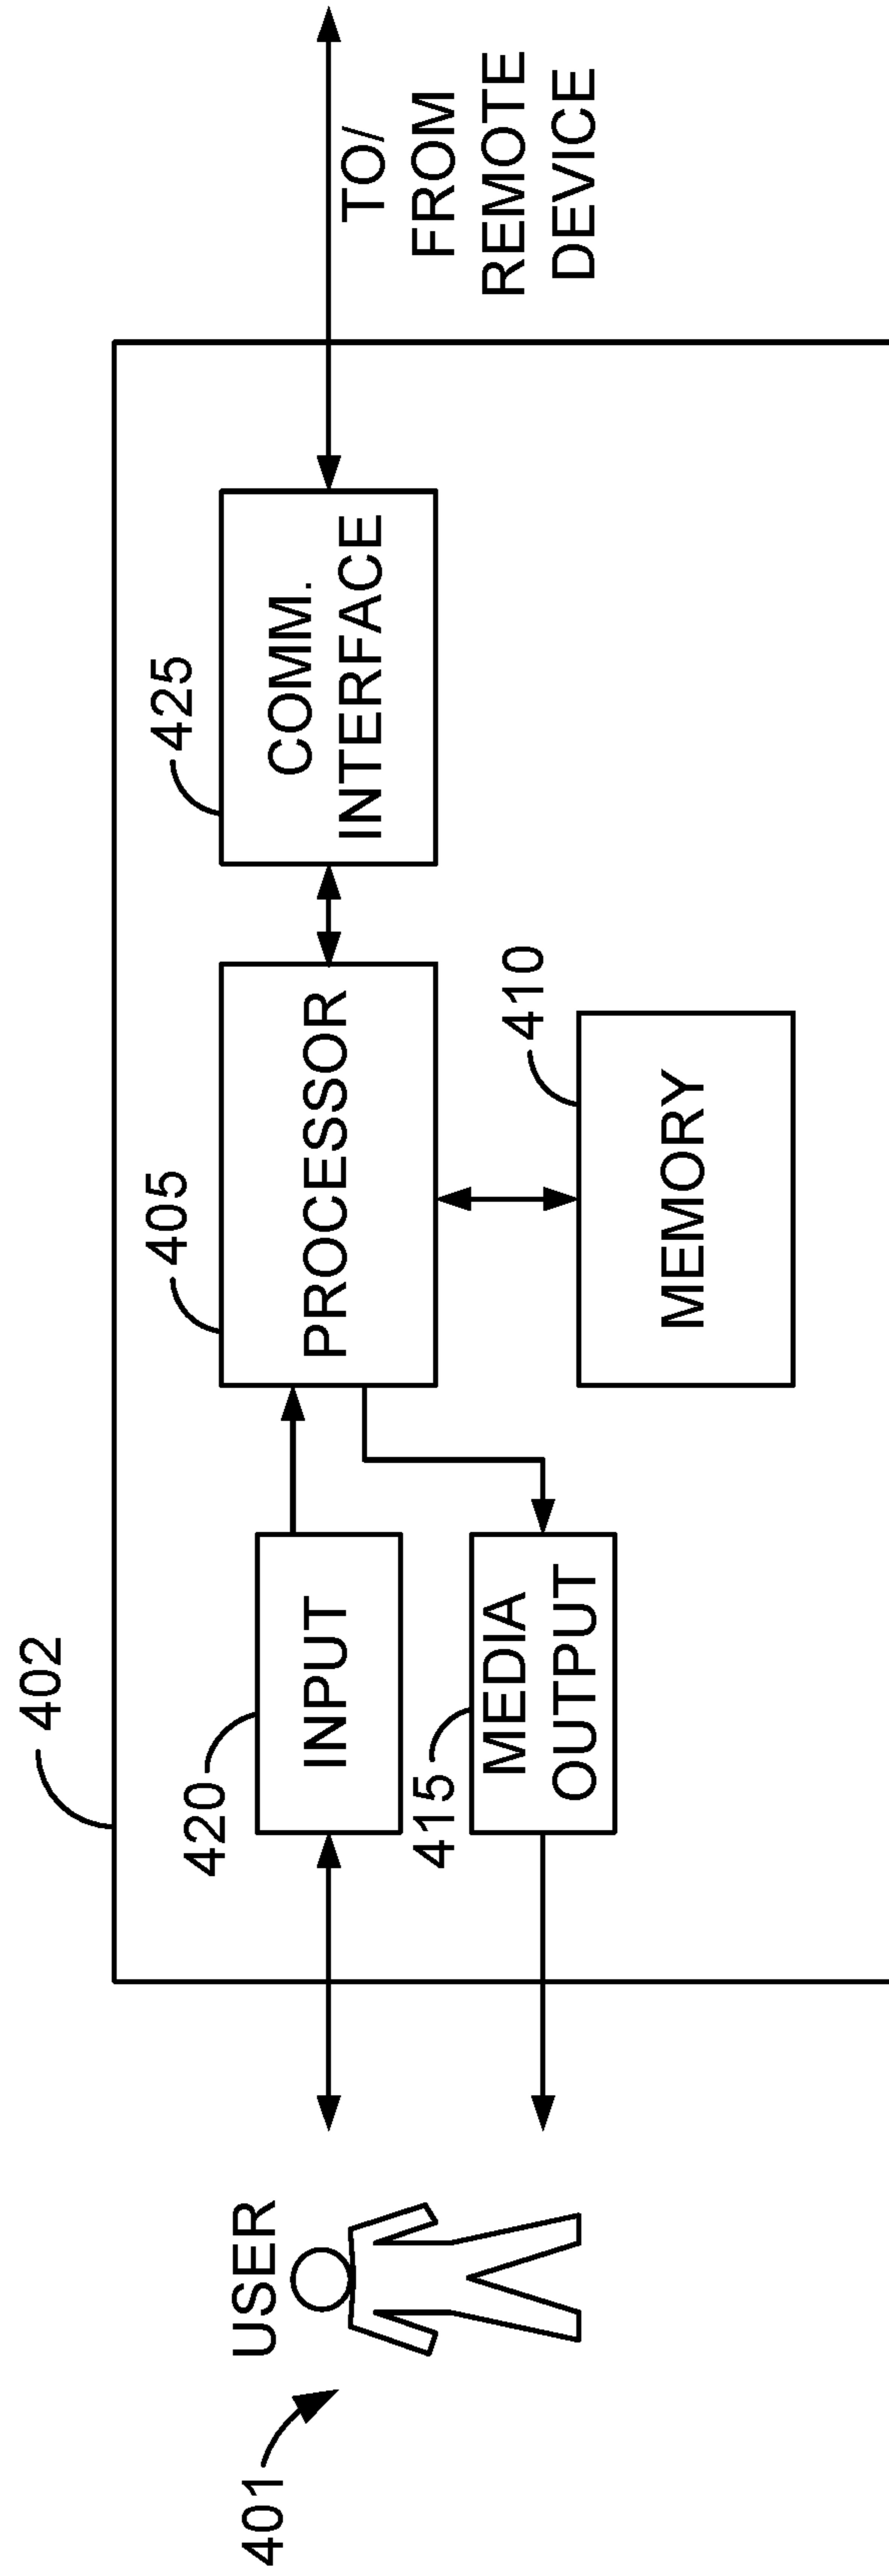 402
425
405
COMM.
INTERFACE
TO/
FROM
REMOTE
DEVICE
PROCESSOR
420
INPUT
USER
401
410
415
MEDIA
OUTPUT
MEMORY